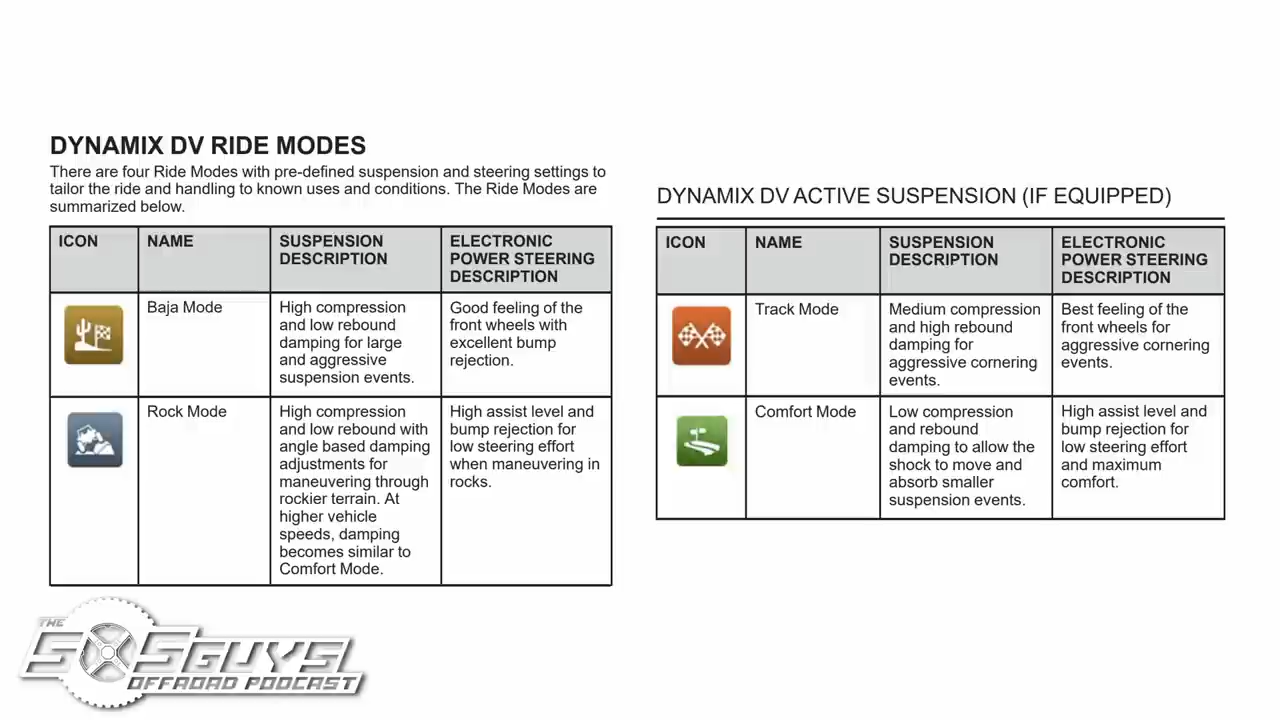 DYNAMIX DV RIDE MODES
There are four Ride Modes with pre-defined suspension and steering settings to
tailor the ride and handling to known uses and conditions. The Ride Modes are
summarized below.
ICON
NAME
SUSPENSION
DESCRIPTION
ELECTRONIC
POWER STEERING
DESCRIPTION
Baja Mode
High compression
and low rebound
damping for large
and aggressive
suspension events.
Good feeling of the
front wheels with
excellent bump
rejection.
Rock Mode
High compression
and low rebound with
angle based damping
adjustments for
maneuvering through
rockier terrain. At
higher vehicle
speeds, damping
becomes similar to
Comfort Mode.
High assist level and
bump rejection for
low steering effort
when maneuvering in
rocks.
DYNAMIX DV ACTIVE SUSPENSION (IF EQUIPPED)
ICON
NAME
SUSPENSION
DESCRIPTION
ELECTRONIC
POWER STEERING
DESCRIPTION
Track Mode
Medium compression
and high rebound
damping for
aggressive cornering
events.
Best feeling of the
front wheels for
aggressive cornering
events.
Comfort Mode
Low compression
and rebound
damping to allow the
shock to move and
absorb smaller
suspension events.
High assist level and
bump rejection for
low steering effort
and maximum
comfort.
THE
SXSGUYS
OFFROAD PODCAST